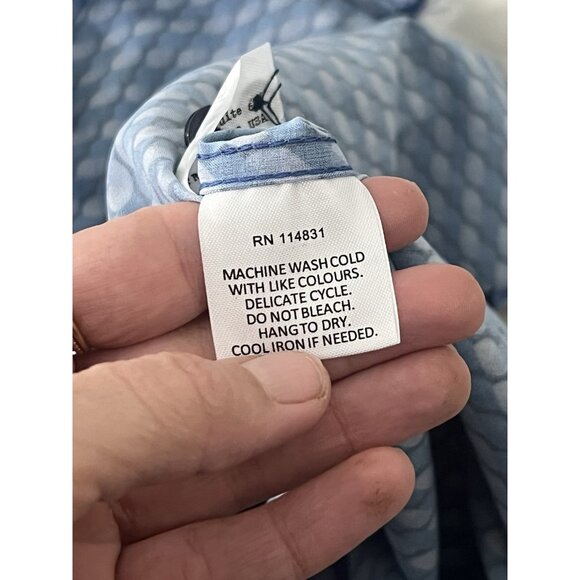 USA
RN 114831
MACHINE WASH COLD
WITH LIKE COLOURS.
DELICATE CYCLE.
DO NOT BLEACH.
HANG TO DRY.
COOL IRON IF NEEDED.